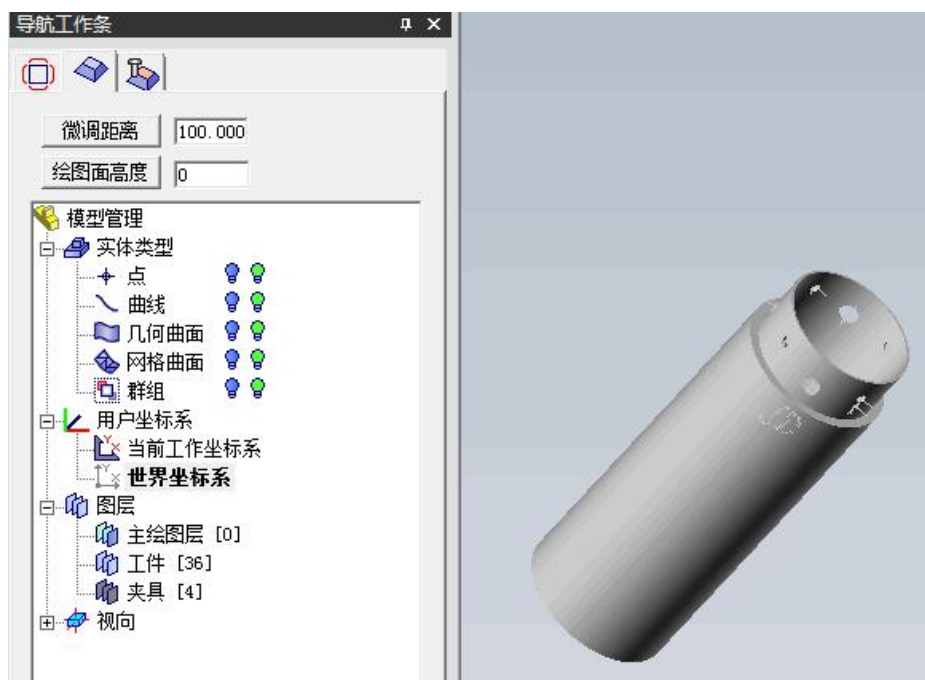 导航工作条
微调距离 100.000
绘图面高度 0
模型管理
实体类型
点
曲线
几何曲面
网格曲面
群组
用户坐标系
当前工作坐标系
世界坐标系
图层
主绘图层 [0]
工件 [36]
夹具 [4]
视向